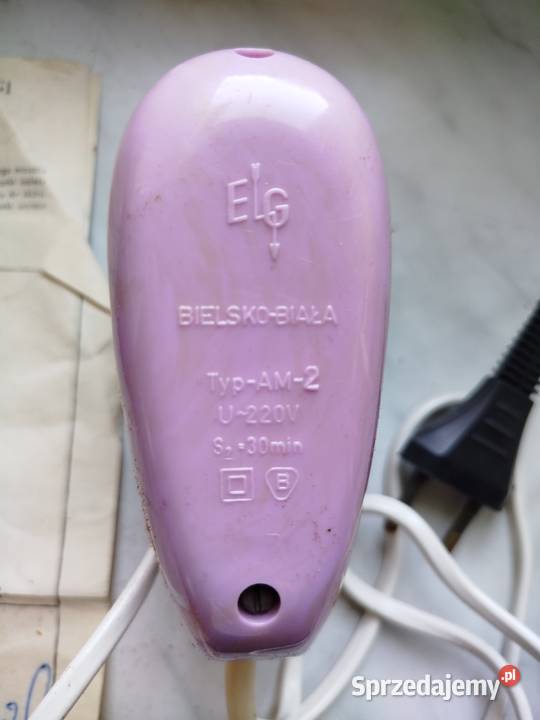 ELG
BIELSKO-BIAŁA
Typ-AM-2
U~220V
S₂=30min
B
Sprzedajemy.pl